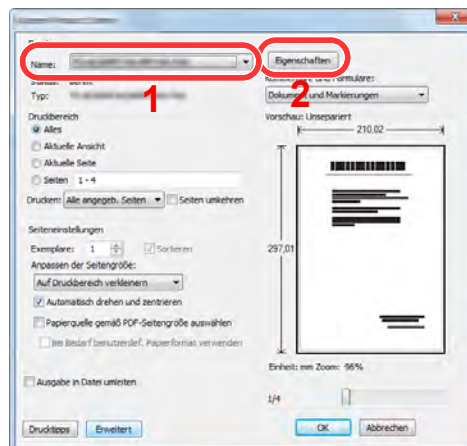 Name:
Eigenschaften
1
2
Typ:
Dokument und Markierungen
Druckbereich
Vorschau: Unsepariert
Alles
210,02
Aktuelle Ansicht
Aktuelle Seite
Seiten 1 - 4
Drucken: Alle angegeb. Seiten
Seiten umkehren
Seiteneinstellungen
Exemplare: 1
Sortieren
297,01
Anpassen der Seitengröße:
Auf Druckbereich verkleinern
Automatisch drehen und zentrieren
Papierquelle gemäß PDF-Seitengröße auswählen
Bei Bedarf benutzerdef. Papierformat verwenden
Einheit: mm Zoom: 96%
Ausgabe in Datei umleiten
1/4
Drucktipps
Erweitert
OK
Abbrechen